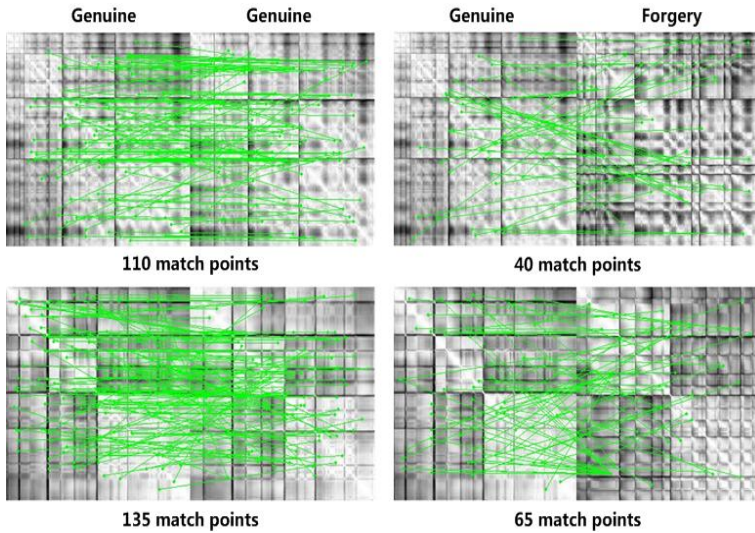 Genuine Genuine Genuine Forgery
110 match points 40 match points
135 match points 65 match points